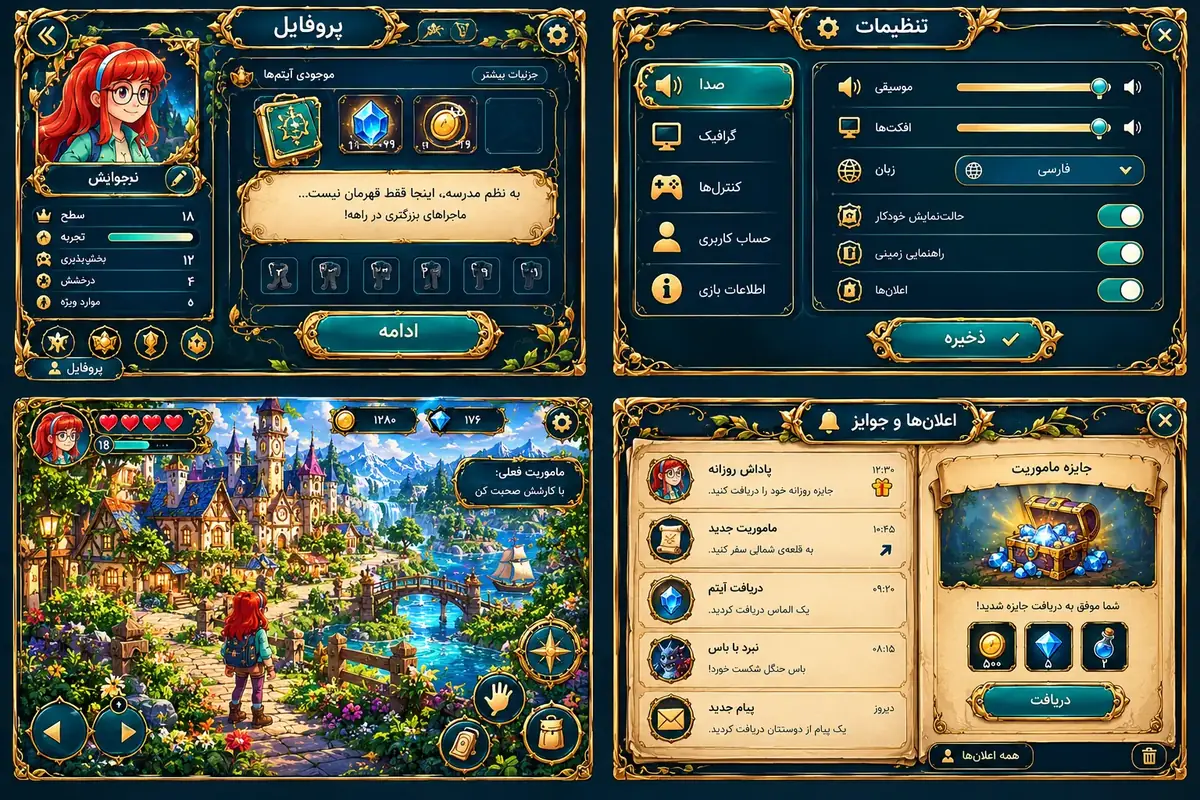 پروفایل
موجودی آیتم‌ها
جزئیات بیشتر
سطح
۱۸
تجربه
۱۲
درخشش
۴
موارد ویژه
۵
به نظم مدرسه،. اینجا فقط قهرمان نیست...
ماجراهای بزرگتری در راهه!
ادامه
پروفایل
تنظیمات
صدا
گرافیک
کنترل‌ها
حساب کاربری
اطلاعات بازی
موسیقی
افکت‌ها
زبان
فارسی
حالت‌نمایش خودکار
راهنمایی زمینی
اعلان‌ها
ذخیره
18
۱۲۸۰
۱۷۶
ماموریت فعلی:
با کارشش صحبت کن
اعلان‌ها و جوایز
پاداش روزانه
۱۲:۳۰
جایزه روزانه خود را دریافت کنید.
ماموریت جدید
۱۰:۴۵
به قلعه‌ی شمالی سفر کنید.
دریافت آیتم
۰۹:۲۰
یک الماس دریافت کردید.
نبرد با باس
۰۸:۱۵
باس جنگل شکست خورد!
پیام جدید
دیروز
یک پیام از دوستتان دریافت کردید.
جایزه ماموریت
شما موفق به دریافت جایزه شدید!
۵۰۰
۵
۲
دریافت
همه اعلان‌ها